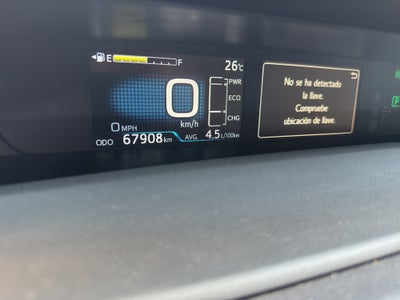 E F
26°C
PWR
ECO
CHG
0
km/h
0 MPH
ODO 67908 km
AVG. 4.5 L/100km
No se ha detectado
la llave.
Compruebe
ubicación de llave.
P